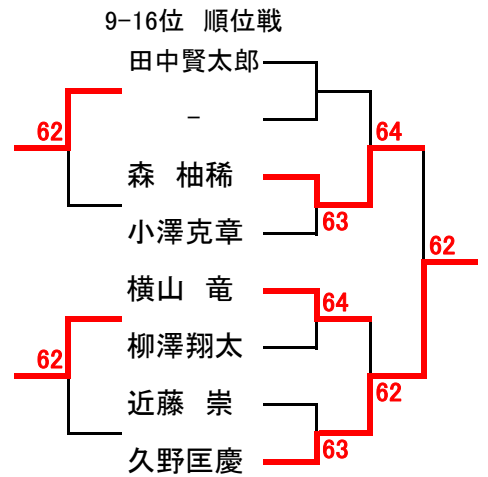 9-16位 順位戦
田中賢太郎
-
62
64
森 柚稀
63
小澤克章
62
横山 竜
64
柳澤翔太
62
62
近藤 崇
63
久野匡慶